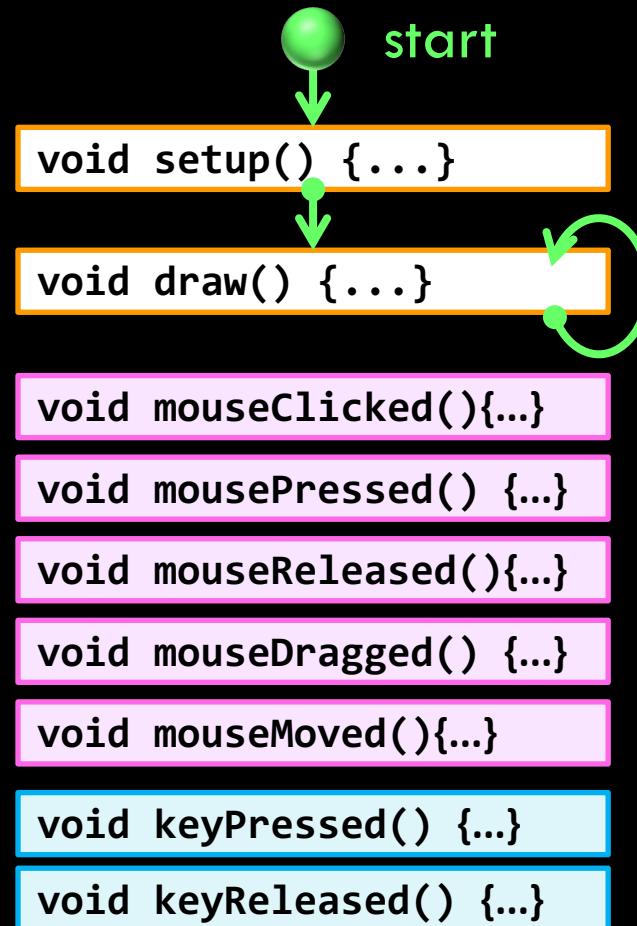 start
void setup() {...}
void draw() {...}
void mouseClicked(){…}
void mousePressed() {…}
void mouseReleased(){…}
void mouseDragged() {…}
void mouseMoved(){…}
void keyPressed() {…}
void keyReleased() {…}